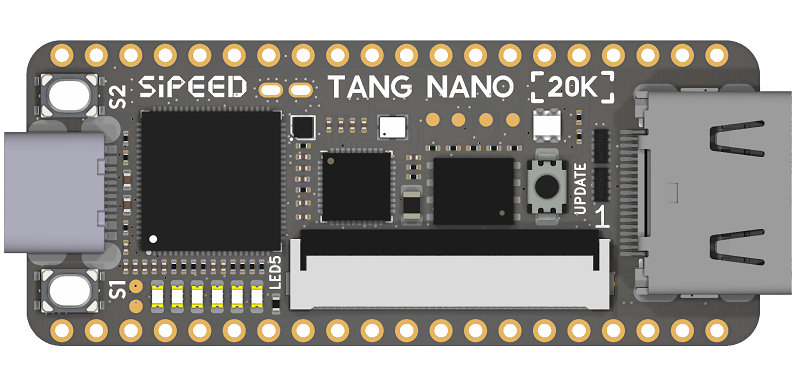 SiPEED TANG NANO [20K]
S2
UPDATE
1
S1
LED5